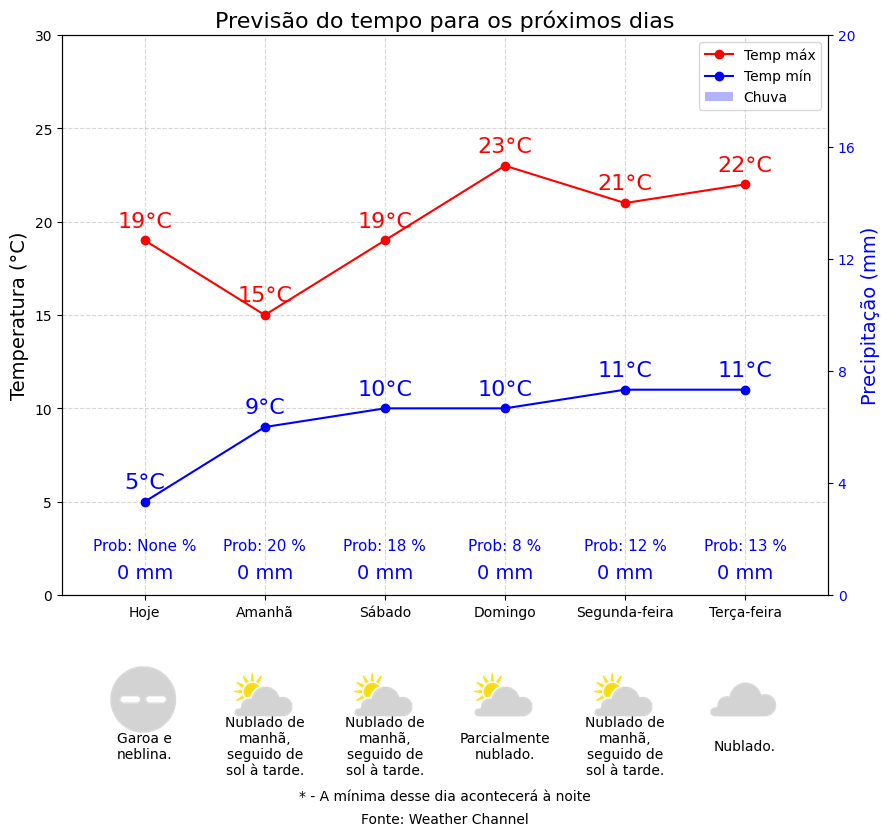 Previsão do tempo para os próximos dias
30
25
20
15
10
5
0
Temperatura (°C)
20
16
12
8
4
0
Precipitação (mm)
Temp máx
Temp mín
Chuva
19°C
15°C
19°C
23°C
21°C
22°C
5°C
9°C
10°C
10°C
11°C
11°C
Prob: None %
Prob: 20 %
Prob: 18 %
Prob: 8 %
Prob: 12 %
Prob: 13 %
0 mm
0 mm
0 mm
0 mm
0 mm
0 mm
Hoje
Amanhã
Sábado
Domingo
Segunda-feira
Terça-feira
Garoa e
neblina.
Nublado de
manhã,
seguido de
sol à tarde.
Nublado de
manhã,
seguido de
sol à tarde.
Parcialmente
nublado.
Nublado de
manhã,
seguido de
sol à tarde.
Nublado.
* - A mínima desse dia acontecerá à noite
Fonte: Weather Channel